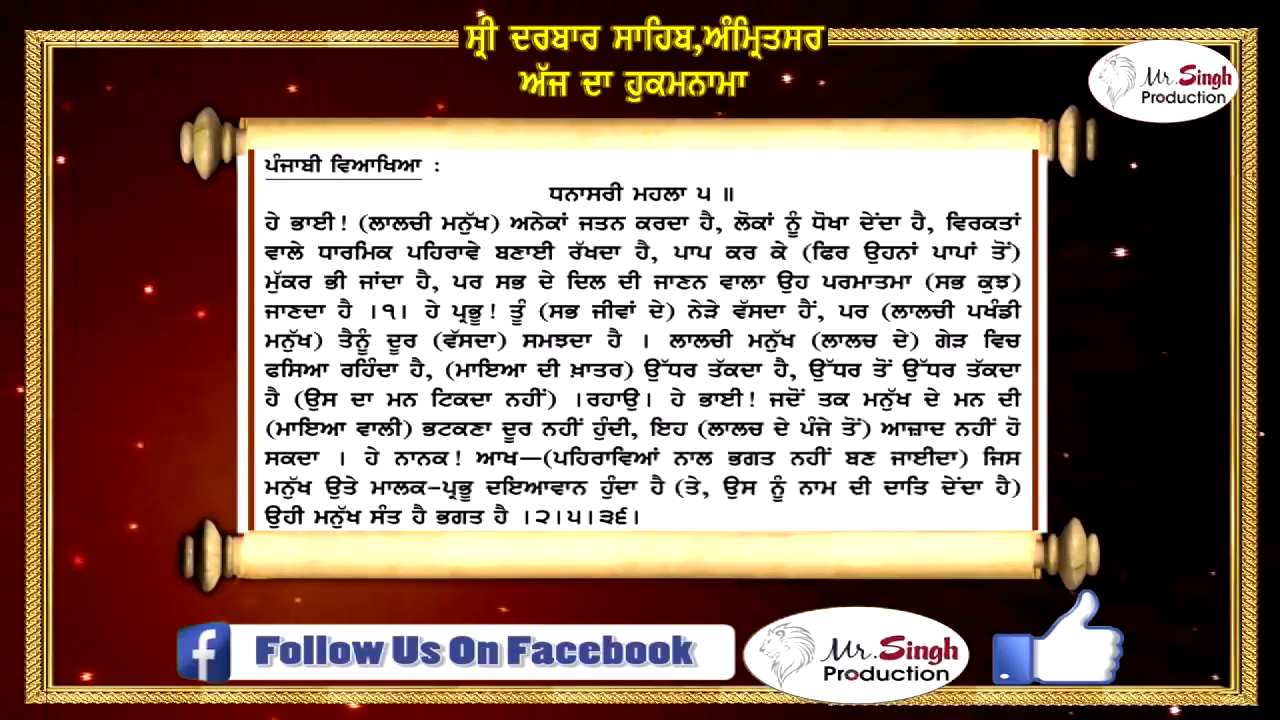 ਸ੍ਰੀ ਦਰਬਾਰ ਸਾਹਿਬ,ਅੰਮ੍ਰਿਤਸਰ
ਅੱਜ ਦਾ ਹੁਕਮਨਾਮਾ
Mr.Singh
Production
ਪੰਜਾਬੀ ਵਿਆਖਿਆ :
ਧਨਾਸਰੀ ਮਹਲਾ ੫ ॥
ਹੇ ਭਾਈ! (ਲਾਲਚੀ ਮਨੁੱਖ) ਅਨੇਕਾਂ ਜਤਨ ਕਰਦਾ ਹੈ, ਲੋਕਾਂ ਨੂੰ ਧੋਖਾ ਦੇਂਦਾ ਹੈ, ਵਿਰਕਤਾਂ
ਵਾਲੇ ਧਾਰਮਿਕ ਪਹਿਰਾਵੇ ਬਣਾਈ ਰੱਖਦਾ ਹੈ, ਪਾਪ ਕਰ ਕੇ (ਫਿਰ ਉਹਨਾਂ ਪਾਪਾਂ ਤੋਂ)
ਮੁੱਕਰ ਭੀ ਜਾਂਦਾ ਹੈ, ਪਰ ਸਭ ਦੇ ਦਿਲ ਦੀ ਜਾਣਨ ਵਾਲਾ ਉਹ ਪਰਮਾਤਮਾ (ਸਭ ਕੁਝ)
ਜਾਣਦਾ ਹੈ ।੧। ਹੇ ਪ੍ਰਭੂ! ਤੂੰ (ਸਭ ਜੀਵਾਂ ਦੇ) ਨੇੜੇ ਵੱਸਦਾ ਹੈਂ, ਪਰ (ਲਾਲਚੀ ਪਖੰਡੀ
ਮਨੁੱਖ) ਤੈਨੂੰ ਦੂਰ (ਵੱਸਦਾ) ਸਮਝਦਾ ਹੈ । ਲਾਲਚੀ ਮਨੁੱਖ (ਲਾਲਚ ਦੇ) ਗੇੜ ਵਿਚ
ਫਸਿਆ ਰਹਿੰਦਾ ਹੈ, (ਮਾਇਆ ਦੀ ਖ਼ਾਤਰ) ਉੱਧਰ ਤੱਕਦਾ ਹੈ, ਉੱਧਰ ਤੋਂ ਉੱਧਰ ਤੱਕਦਾ
ਹੈ (ਉਸ ਦਾ ਮਨ ਟਿਕਦਾ ਨਹੀਂ) ।ਰਹਾਉ। ਹੇ ਭਾਈ! ਜਦੋਂ ਤਕ ਮਨੁੱਖ ਦੇ ਮਨ ਦੀ
(ਮਾਇਆ ਵਾਲੀ) ਭਟਕਣਾ ਦੂਰ ਨਹੀਂ ਹੁੰਦੀ, ਇਹ (ਲਾਲਚ ਦੇ ਪੰਜੇ ਤੋਂ) ਆਜ਼ਾਦ ਨਹੀਂ ਹੋ
ਸਕਦਾ । ਹੇ ਨਾਨਕ! ਆਖ—(ਪਹਿਰਾਵਿਆਂ ਨਾਲ ਭਗਤ ਨਹੀਂ ਬਣ ਜਾਈਦਾ) ਜਿਸ
ਮਨੁੱਖ ਉਤੇ ਮਾਲਕ-ਪ੍ਰਭੂ ਦਇਆਵਾਨ ਹੁੰਦਾ ਹੈ (ਤੇ, ਉਸ ਨੂੰ ਨਾਮ ਦੀ ਦਾਤਿ ਦੇਂਦਾ ਹੈ)
ਉਹੀ ਮਨੁੱਖ ਸੰਤ ਹੈ ਭਗਤ ਹੈ ।੨।੫।੩੬।
Follow Us On Facebook
Mr.Singh
Production